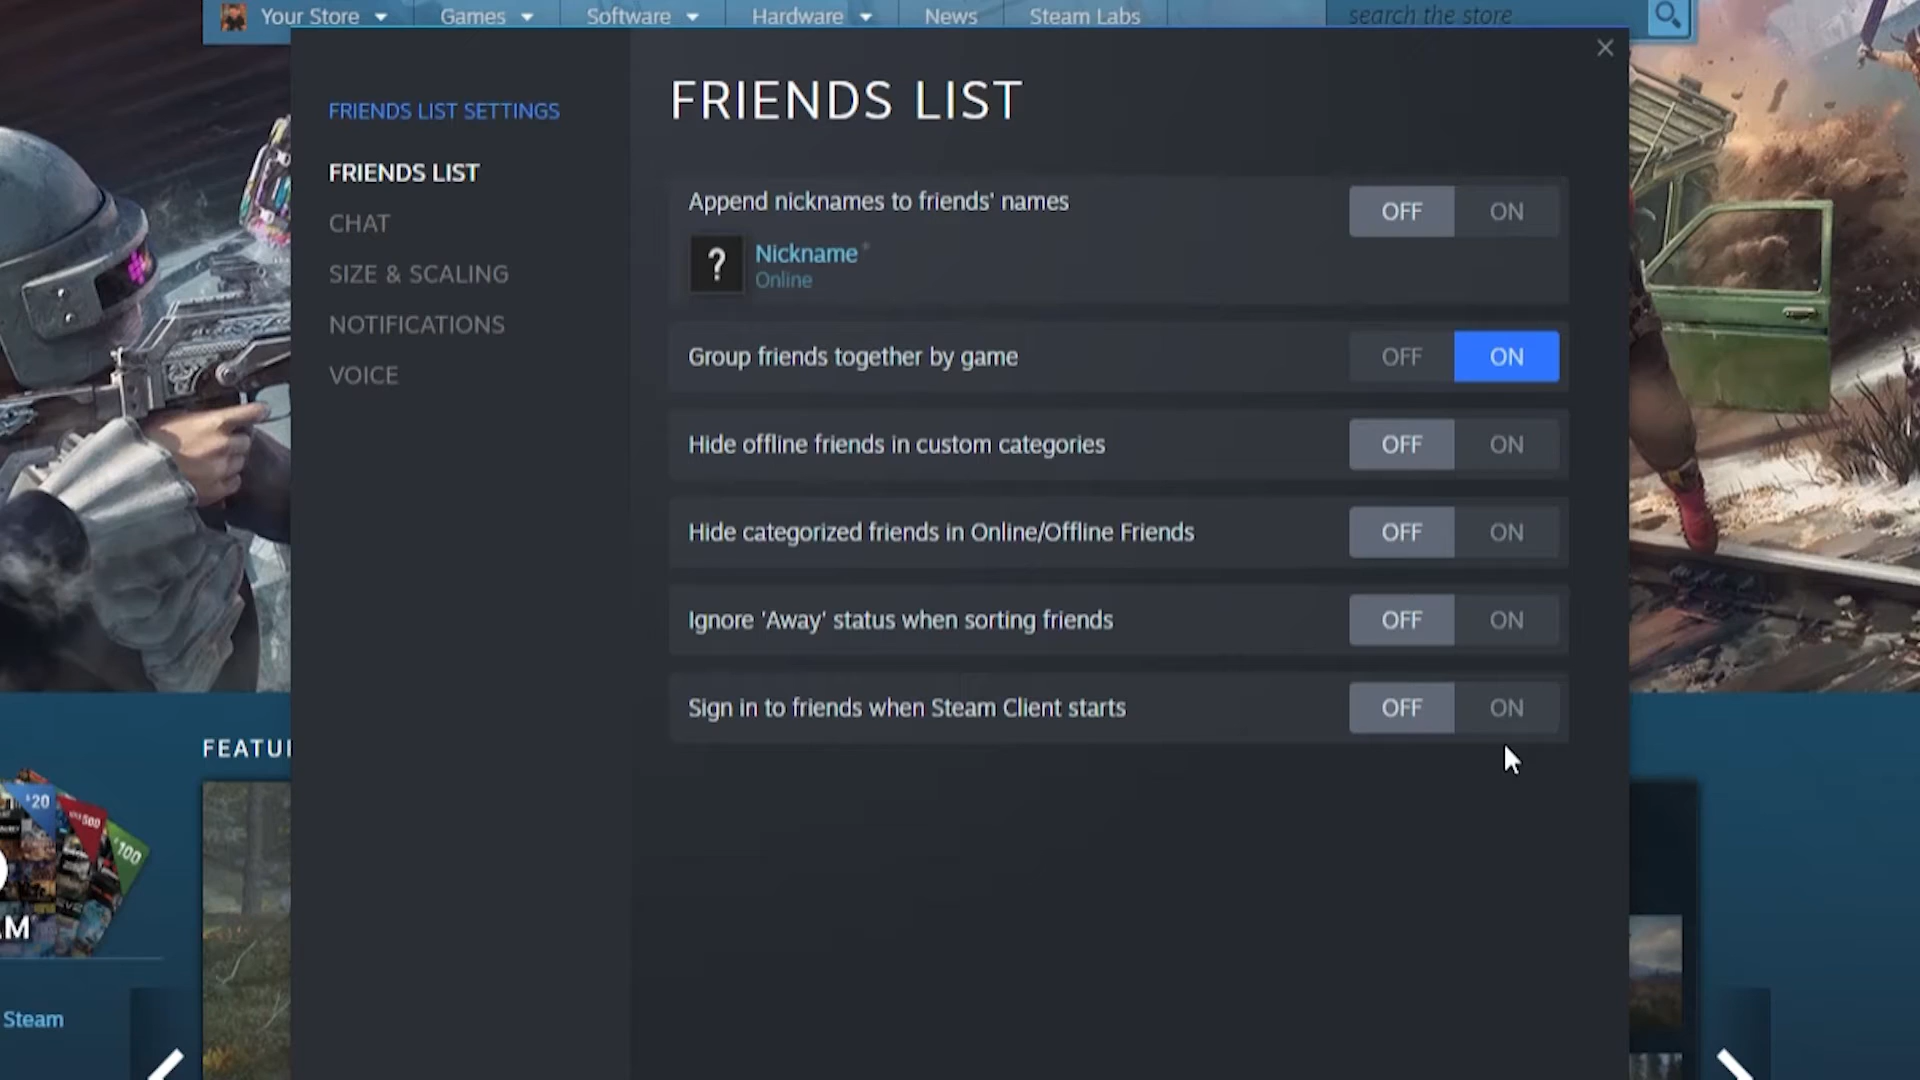 Your Store
Games
Software
Hardware
News
Steam Labs
search the store
FRIENDS LIST SETTINGS
FRIENDS LIST
CHAT
SIZE & SCALING
NOTIFICATIONS
VOICE
FRIENDS LIST
Append nicknames to friends' names
OFF ON
?
Nickname *
Online
Group friends together by game
OFF ON
Hide offline friends in custom categories
OFF ON
Hide categorized friends in Online/Offline Friends
OFF ON
Ignore 'Away' status when sorting friends
OFF ON
Sign in to friends when Steam Client starts
OFF ON
FEATU
20
500
100
AM
Steam